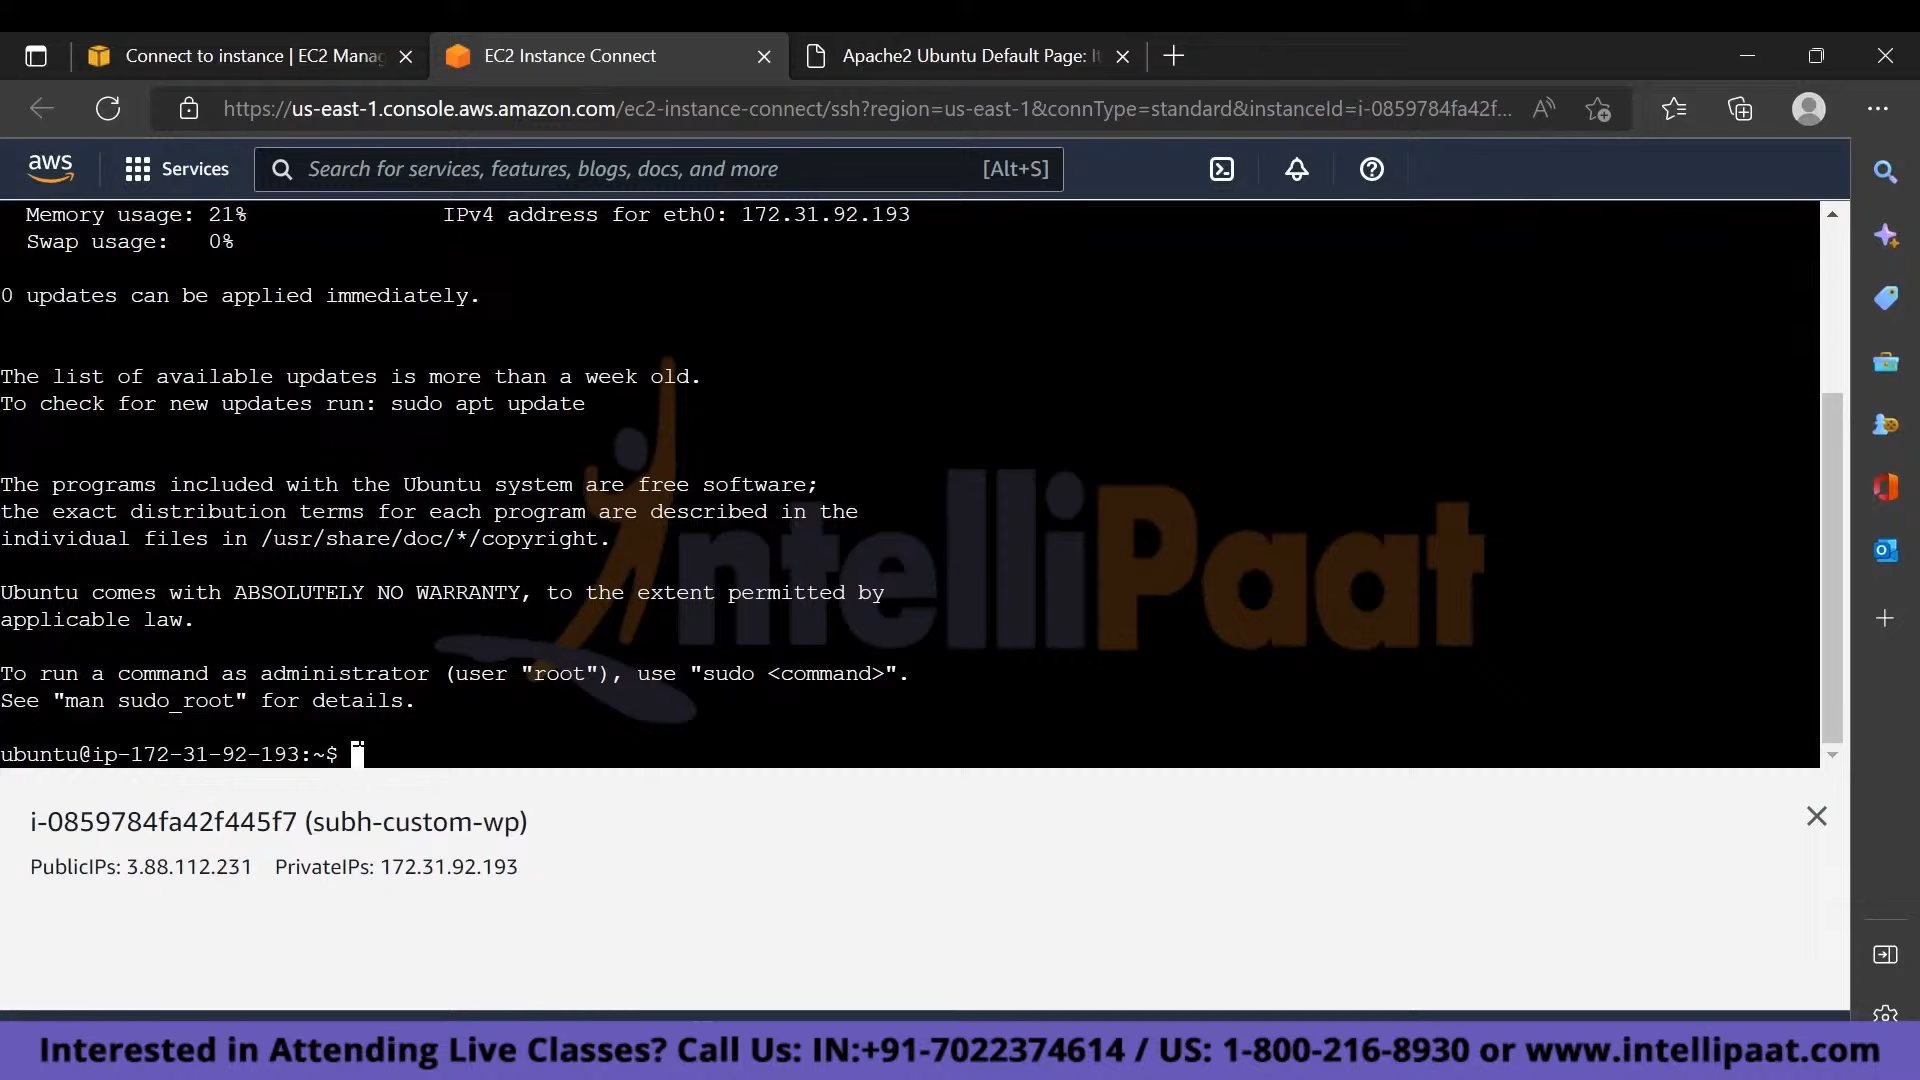 Connect to instance | EC2 Manag
EC2 Instance Connect
Apache2 Ubuntu Default Page: It
https://us-east-1.console.aws.amazon.com/ec2-instance-connect/ssh?region=us-east-1&connType=standard&instanceId=i-0859784fa42f...
aws
Services
Search for services, features, blogs, docs, and more
[Alt+S]
Memory usage: 21% IPv4 address for eth0: 172.31.92.193
Swap usage: 0%
0 updates can be applied immediately.
The list of available updates is more than a week old.
To check for new updates run: sudo apt update
The programs included with the Ubuntu system are free software;
the exact distribution terms for each program are described in the
individual files in /usr/share/doc/*/copyright.
Ubuntu comes with ABSOLUTELY NO WARRANTY, to the extent permitted by
applicable law.
To run a command as administrator (user "root"), use "sudo <command>".
See "man sudo_root" for details.
ubuntu@ip-172-31-92-193:~$
intelliPaat
i-0859784fa42f445f7 (subh-custom-wp)
PublicIPs: 3.88.112.231 PrivateIPs: 172.31.92.193
Interested in Attending Live Classes? Call Us: IN:+91-7022374614 / US: 1-800-216-8930 or www.intellipaat.com